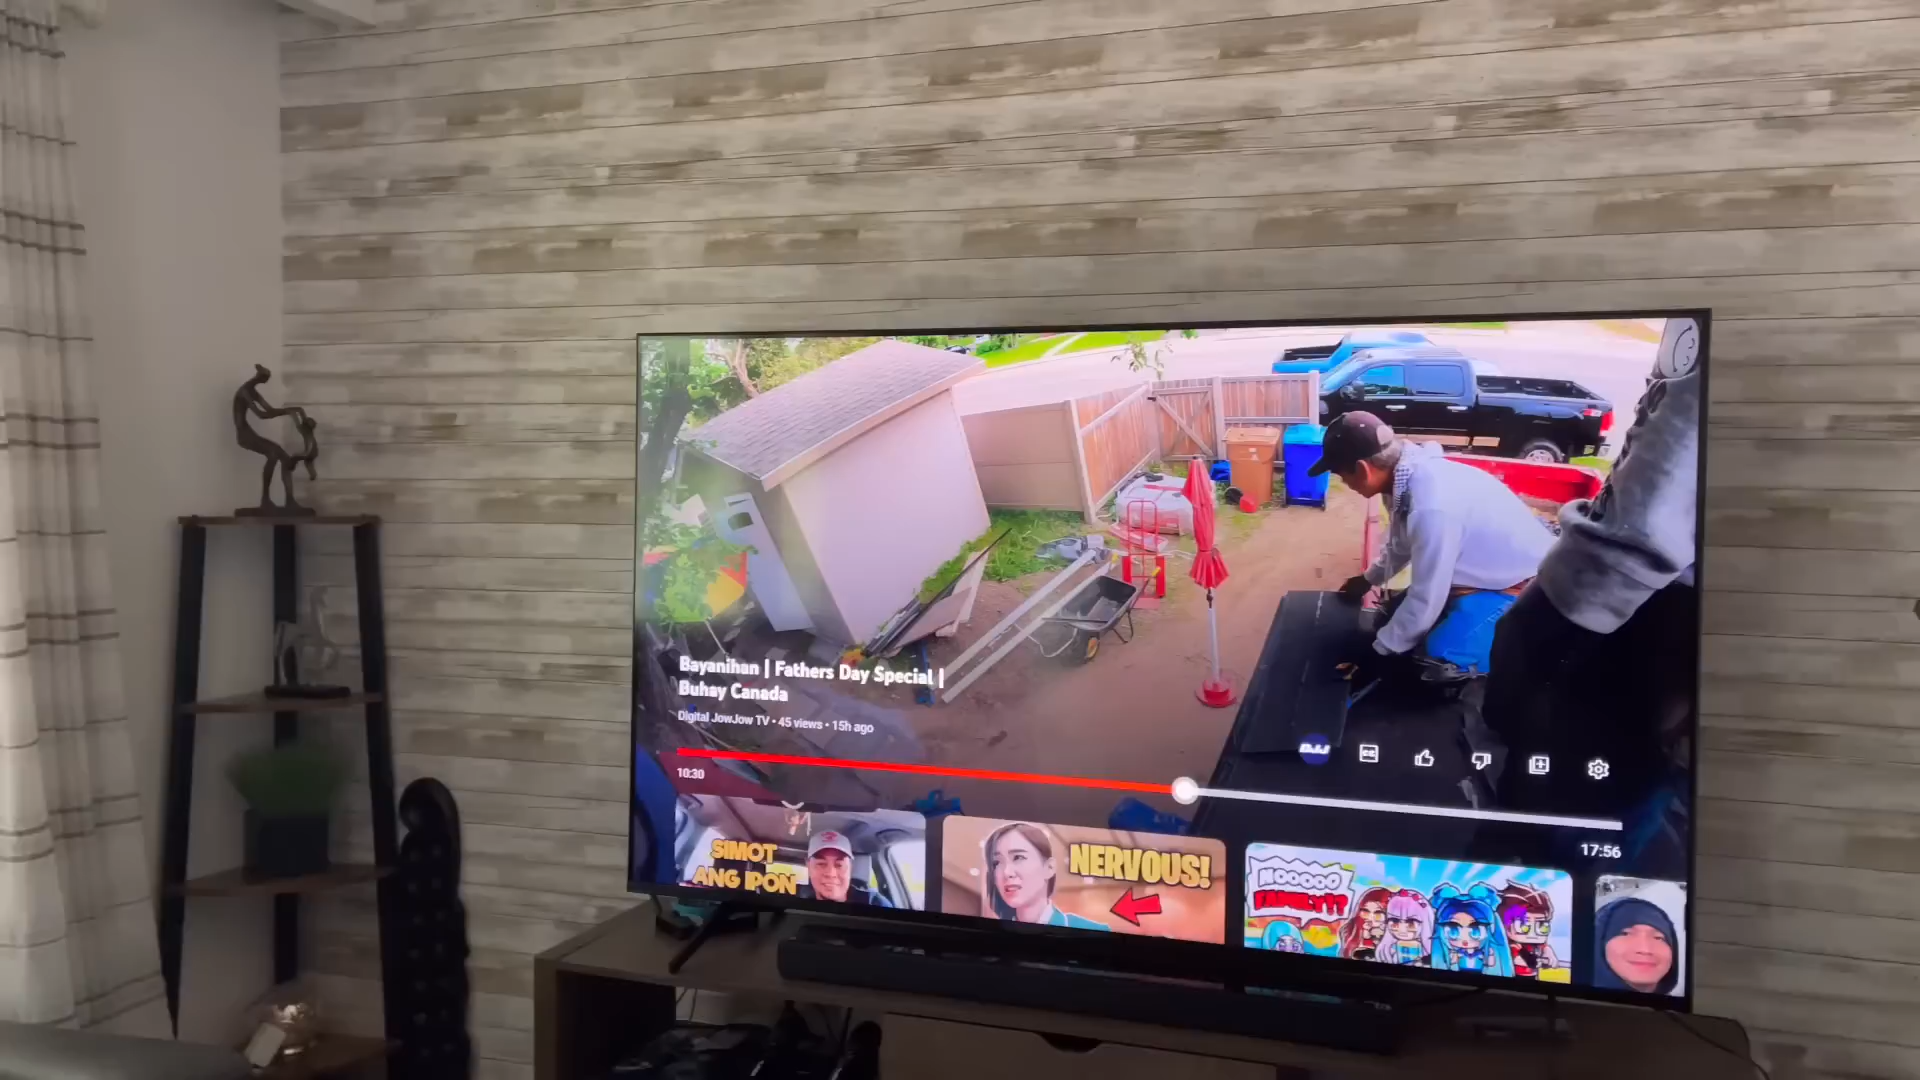 Bayanihan | Fathers Day Special |
Buhay Canada
Digital JowJow TV • 45 views • 15h ago
10:30
17:56
SIMOT
ANG IPON
NERVOUS!
NOOOOO
FAMILY!?